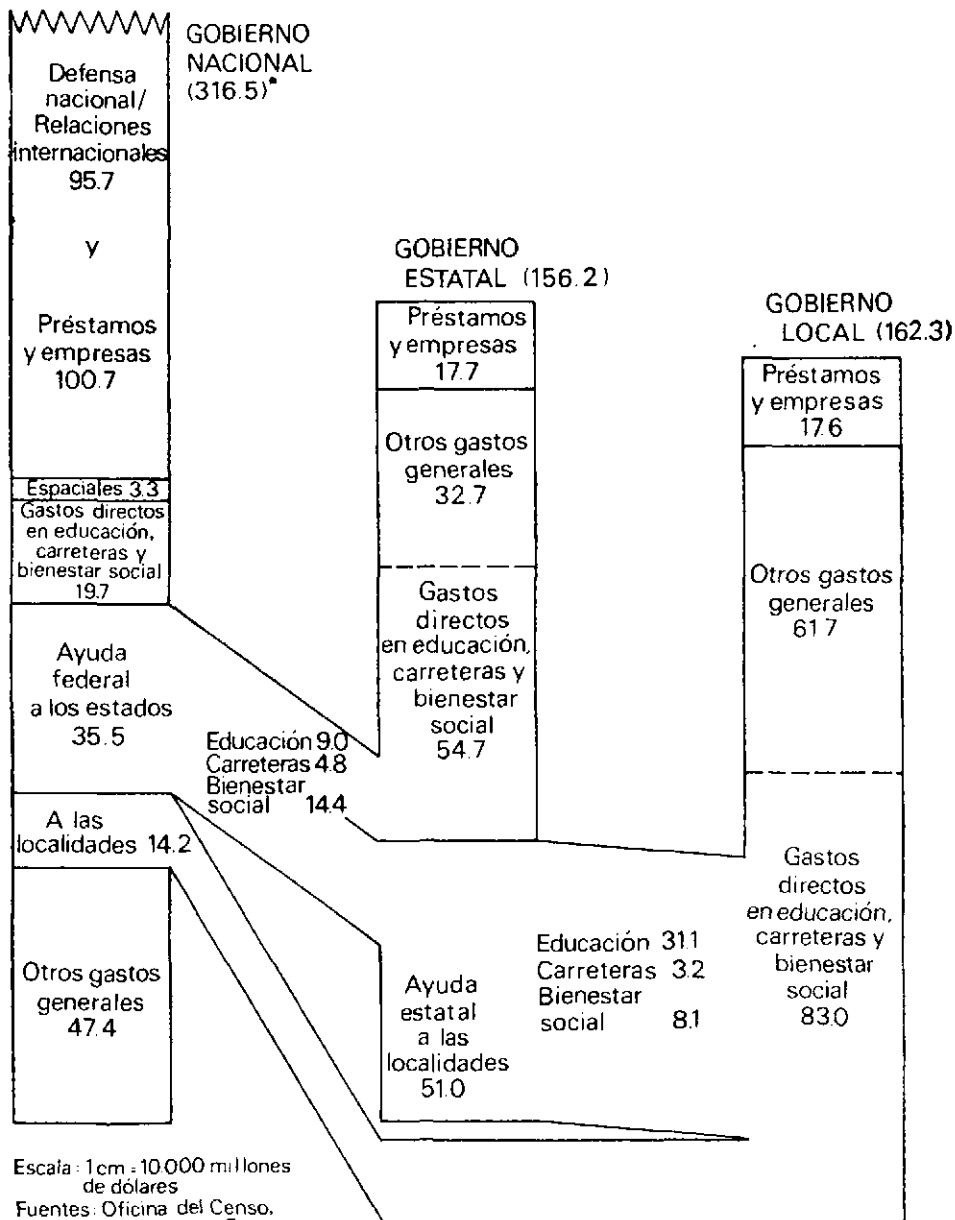 GOBIERNO
NACIONAL
(316.5)*
Defensa
nacional/
Relaciones
internacionales
95.7
y
Préstamos
y empresas
100.7
Espaciales 3.3
Gastos directos
en educación,
carreteras y
bienestar social
19.7
Ayuda
federal
a los estados
35.5
A las
localidades 14.2
Otros gastos
generales
47.4
Educación 9.0
Carreteras 4.8
Bienestar
social 14.4
GOBIERNO
ESTATAL (156.2)
Préstamos
y empresas
17.7
Otros gastos
generales
32.7
Gastos
directos
en educación,
carreteras y
bienestar
social
54.7
Ayuda
estatal
a las
localidades
51.0
Educación 31.1
Carreteras 3.2
Bienestar
social 8.1
GOBIERNO
LOCAL (162.3)
Préstamos
y empresas
17.6
Otros gastos
generales
61.7
Gastos
directos
en educación,
carreteras y
bienestar
social
83.0
Escala : 1 cm = 10.000 millones
de dólares
Fuentes: Oficina del Censo,